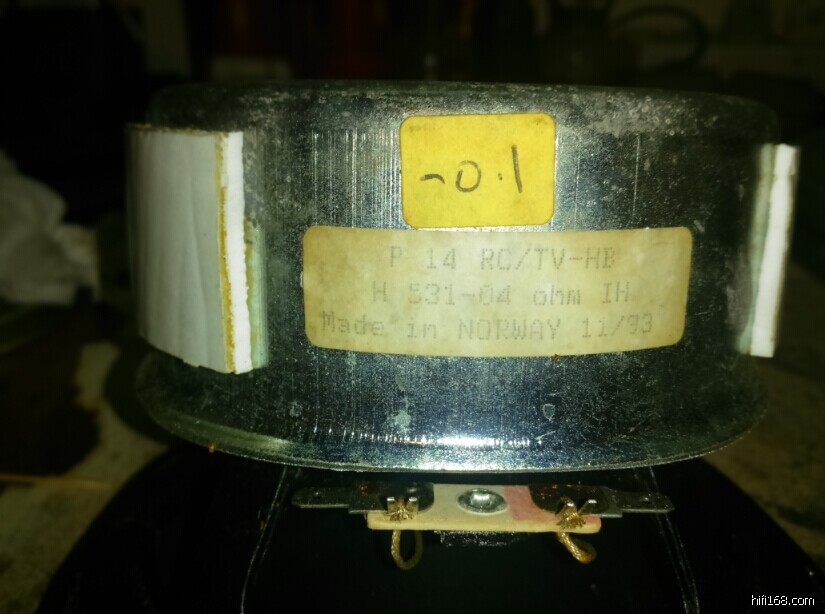 -0.1
P 14 RC/TV-HB
H 531-04 ohm IH
Made in NORWAY 11/93
hifi168.com